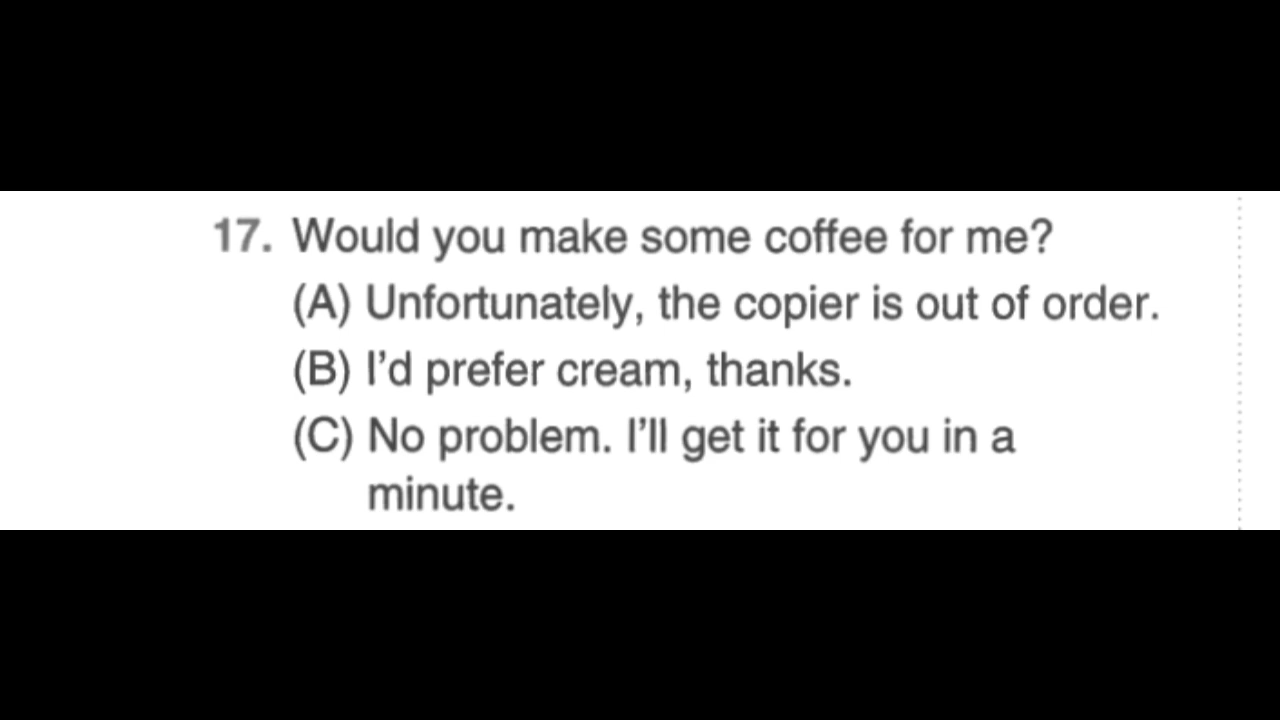 17. Would you make some coffee for me?
(A) Unfortunately, the copier is out of order.
(B) I'd prefer cream, thanks.
(C) No problem. I'll get it for you in a
minute.